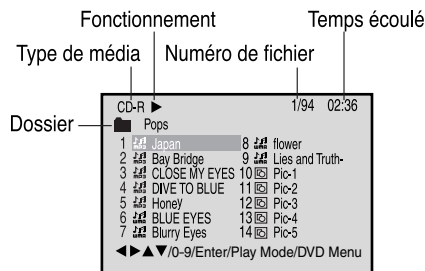 Fonctionnement Temps écoulé
Type de média Numéro de fichier
CD-R ▶ 1/94 02:36
Dossier Pops
1 Japan 8 flower
2 Bay Bridge 9 Lies and Truth-
3 CLOSE MY EYES 10 Pic-1
4 DIVE TO BLUE 11 Pic-2
5 Honey 12 Pic-3
6 BLUE EYES 13 Pic-4
7 Blurry Eyes 14 Pic-5
◀▶▲▼/0-9/Enter/Play Mode/DVD Menu